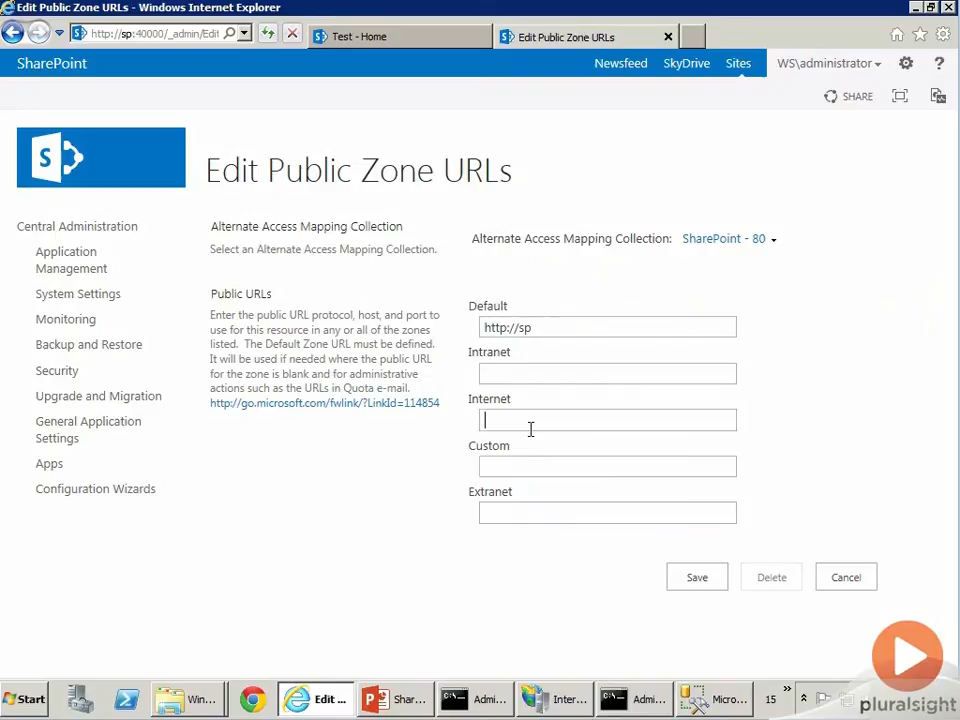 Edit Public Zone URLs - Windows Internet Explorer
http://sp:40000/_admin/Edit
Test - Home
Edit Public Zone URLs
SharePoint
Newsfeed
SkyDrive
Sites
WS\administrator
?
SHARE
S
Edit Public Zone URLs
Central Administration
Application
Management
System Settings
Monitoring
Backup and Restore
Security
Upgrade and Migration
General Application
Settings
Apps
Configuration Wizards
Alternate Access Mapping Collection
Select an Alternate Access Mapping Collection.
Alternate Access Mapping Collection: SharePoint - 80
Public URLs
Enter the public URL protocol, host, and port to
use for this resource in any or all of the zones
listed. The Default Zone URL must be defined.
It will be used if needed where the public URL
for the zone is blank and for administrative
actions such as the URLs in Quota e-mail.
http://go.microsoft.com/fwlink/?LinkId=114854
Default
http://sp
Intranet
Internet
Custom
Extranet
Save
Delete
Cancel
Start
Win...
Edit ...
Shar...
Admi...
Inter...
Admi...
Micro...
15
pluralsight